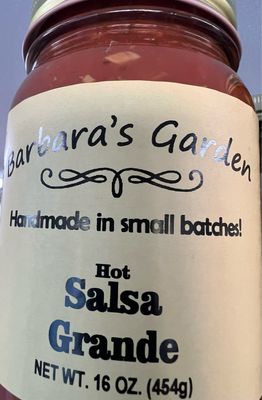 Barbara's Garden
Handmade in small batches!
Hot
Salsa
Grande
NET WT. 16 OZ. (454g)